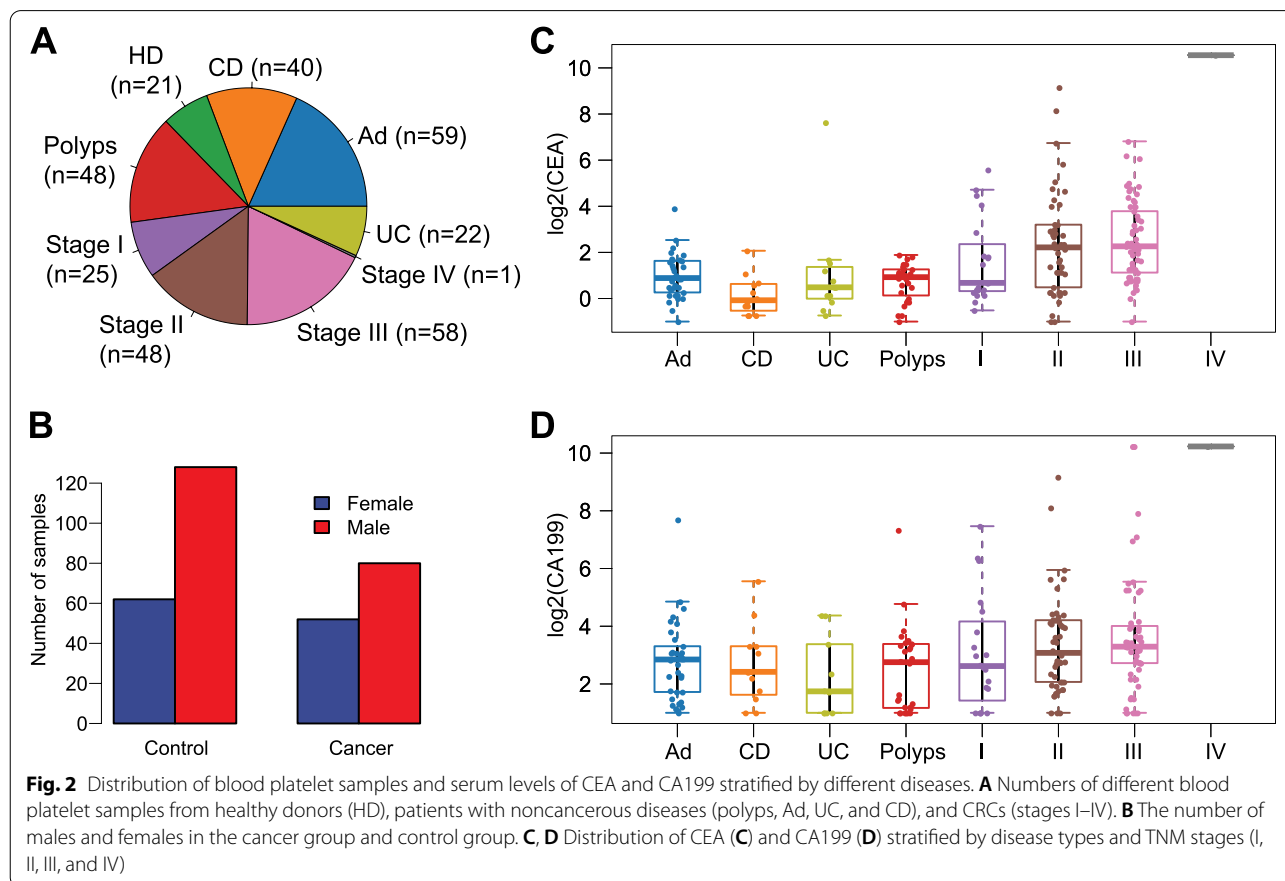 A
HD
(n=21)
CD (n=40)
Ad (n=59)
Polyps
(n=48)
UC (n=22)
Stage I
(n=25)
Stage IV (n=1)
Stage II
(n=48)
Stage III (n=58)
B
Number of samples
120
100
80
60
40
20
0
Female
Male
Control
Cancer
C
log2(CEA)
10
8
6
4
2
0
Ad CD UC Polyps I II III IV
D
log2(CA199)
10
8
6
4
2
Ad CD UC Polyps I II III IV
Fig. 2 Distribution of blood platelet samples and serum levels of CEA and CA199 stratified by different diseases. A Numbers of different blood
platelet samples from healthy donors (HD), patients with noncancerous diseases (polyps, Ad, UC, and CD), and CRCs (stages I–IV). B The number of
males and females in the cancer group and control group. C, D Distribution of CEA (C) and CA199 (D) stratified by disease types and TNM stages (I,
II, III, and IV)